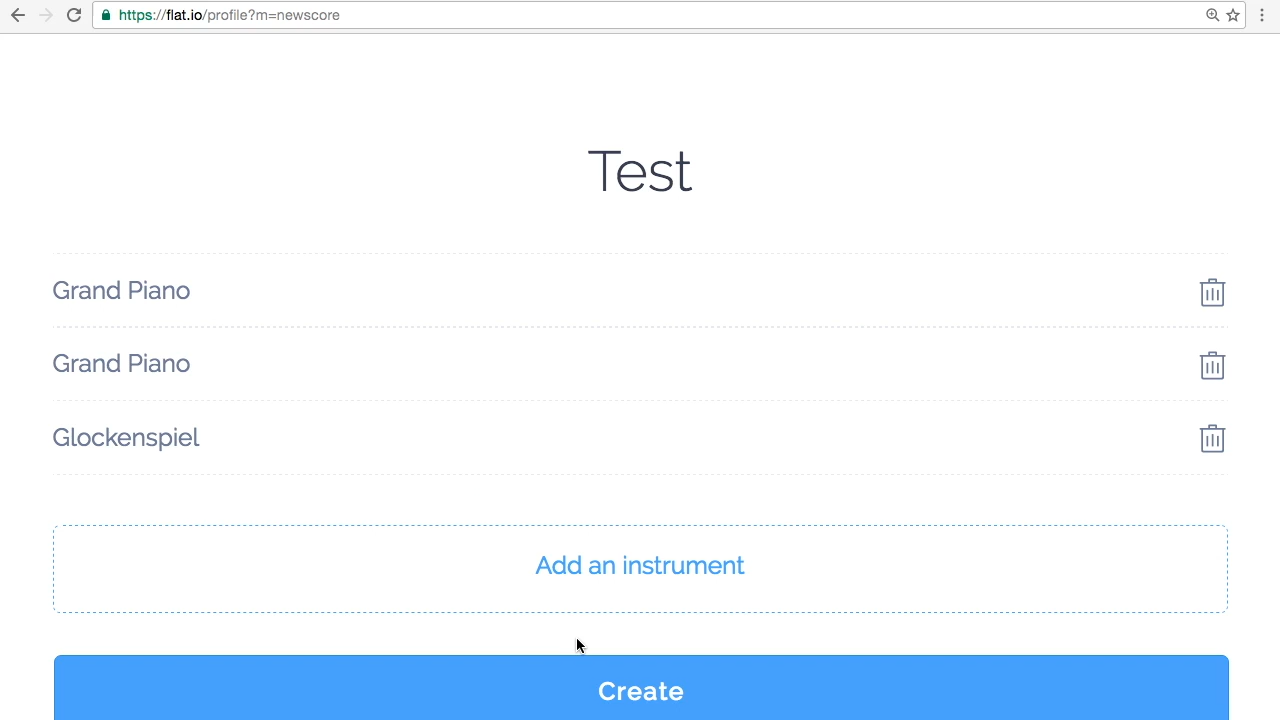 https://flat.io/profile?m=newscore
Test
Grand Piano
Grand Piano
Glockenspiel
Add an instrument
Create